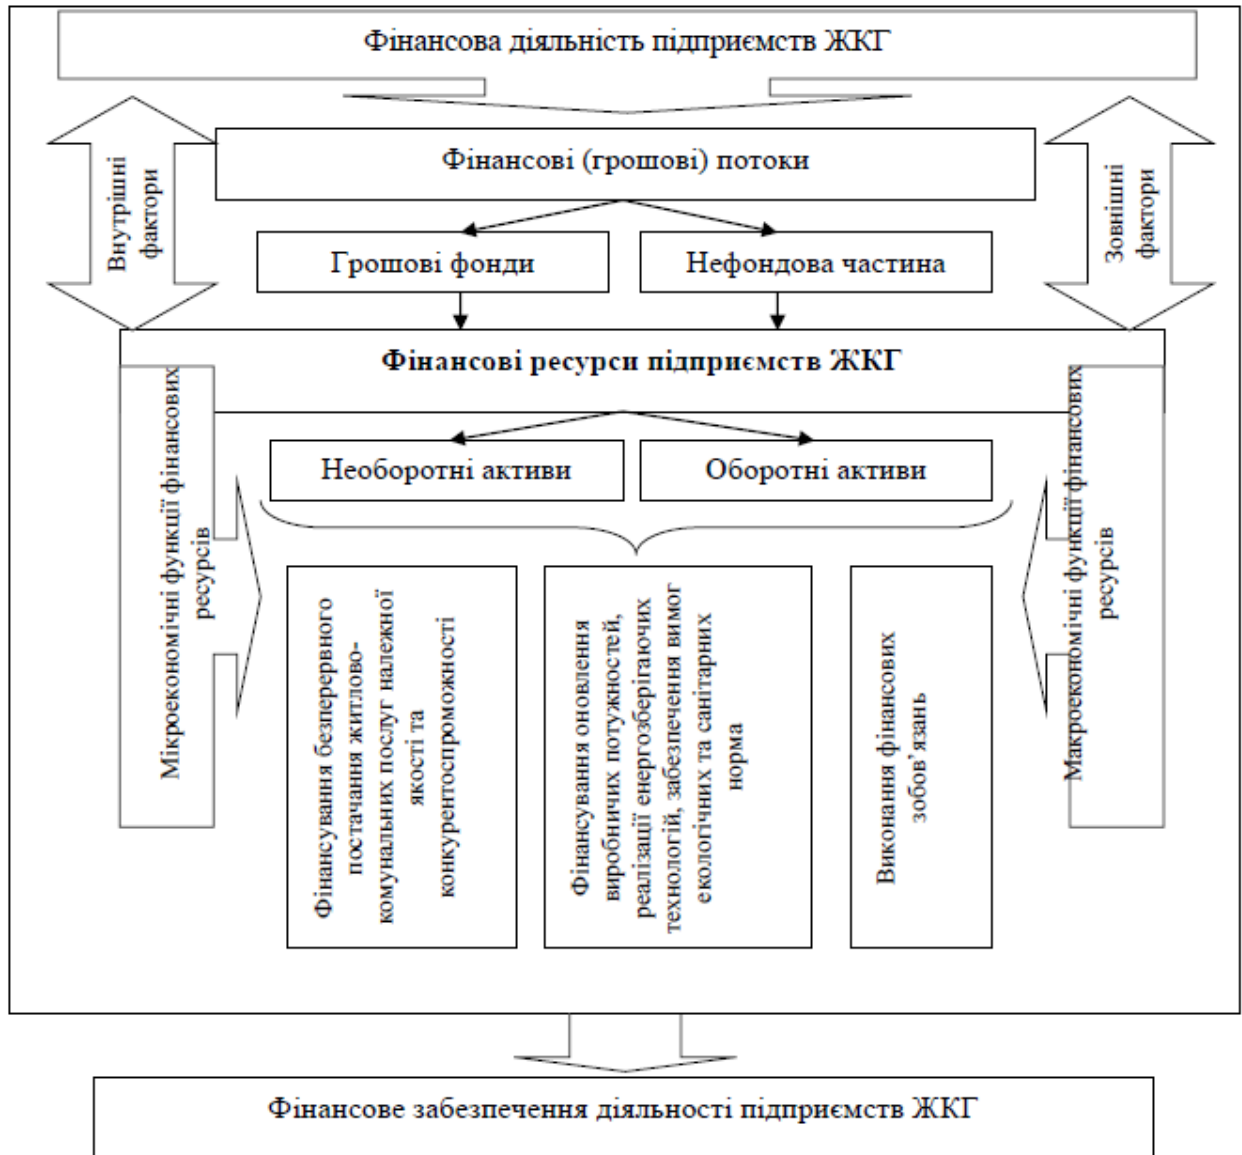 Фінансова діяльність підприємств ЖКГ
Фінансові (грошові) потоки
Внутрішні
фактори
Зовнішні
фактори
Грошові фонди
Нефондова частина
Фінансові ресурси підприємств ЖКГ
Необоротні активи
Оборотні активи
Мікроекономічні функції фінансових
ресурсів
Макроекономічні функції фінансових
ресурсів
Фінансування безперервного
постачання житлово-
комунальних послуг належної
якості та
конкурентоспроможності
Фінансування оновлення
виробничих потужностей,
реалізації енергозберігаючих
технологій, забезпечення вимог
екологічних та санітарних
норма
Виконання фінансових
зобов’язань
Фінансове забезпечення діяльності підприємств ЖКГ